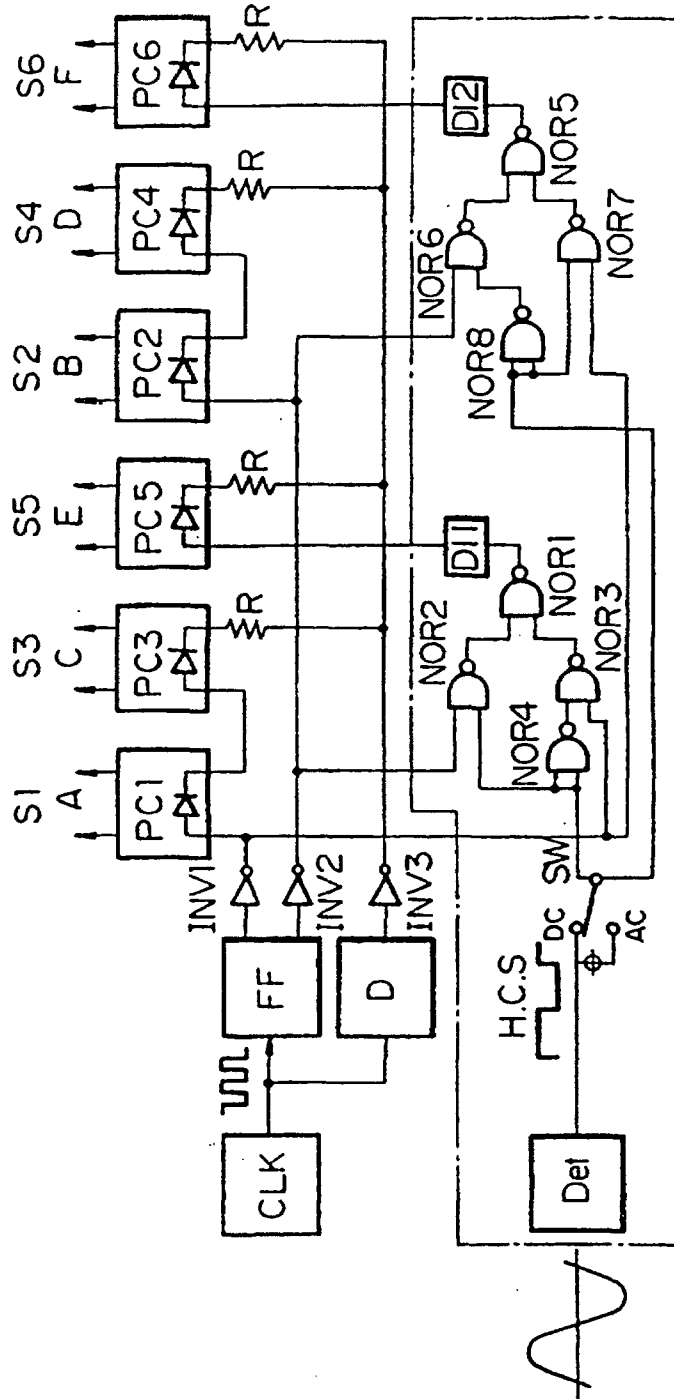 S1
A
S3
C
S5
E
S2
B
S4
D
S6
F
PC1
PC3
PC5
PC2
PC4
PC6
R
R
R
R
INV1
INV2
INV3
CLK
FF
D
DI1
DI2
NOR1
NOR2
NOR3
NOR4
NOR5
NOR6
NOR7
NOR8
SW
DC
AC
H.C.S
Det